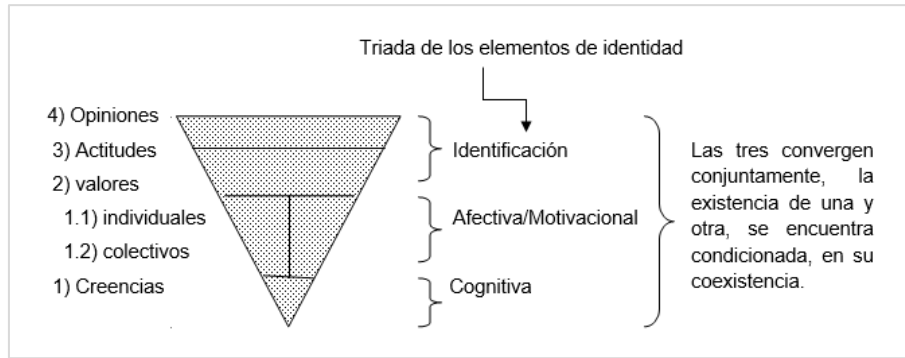 Triada de los elementos de identidad
4) Opiniones
3) Actitudes
2) valores
1.1) individuales
1.2) colectivos
1) Creencias
Identificación
Afectiva/Motivacional
Cognitiva
Las tres convergen
conjuntamente, la
existencia de una y
otra, se encuentra
condicionada, en su
coexistencia.